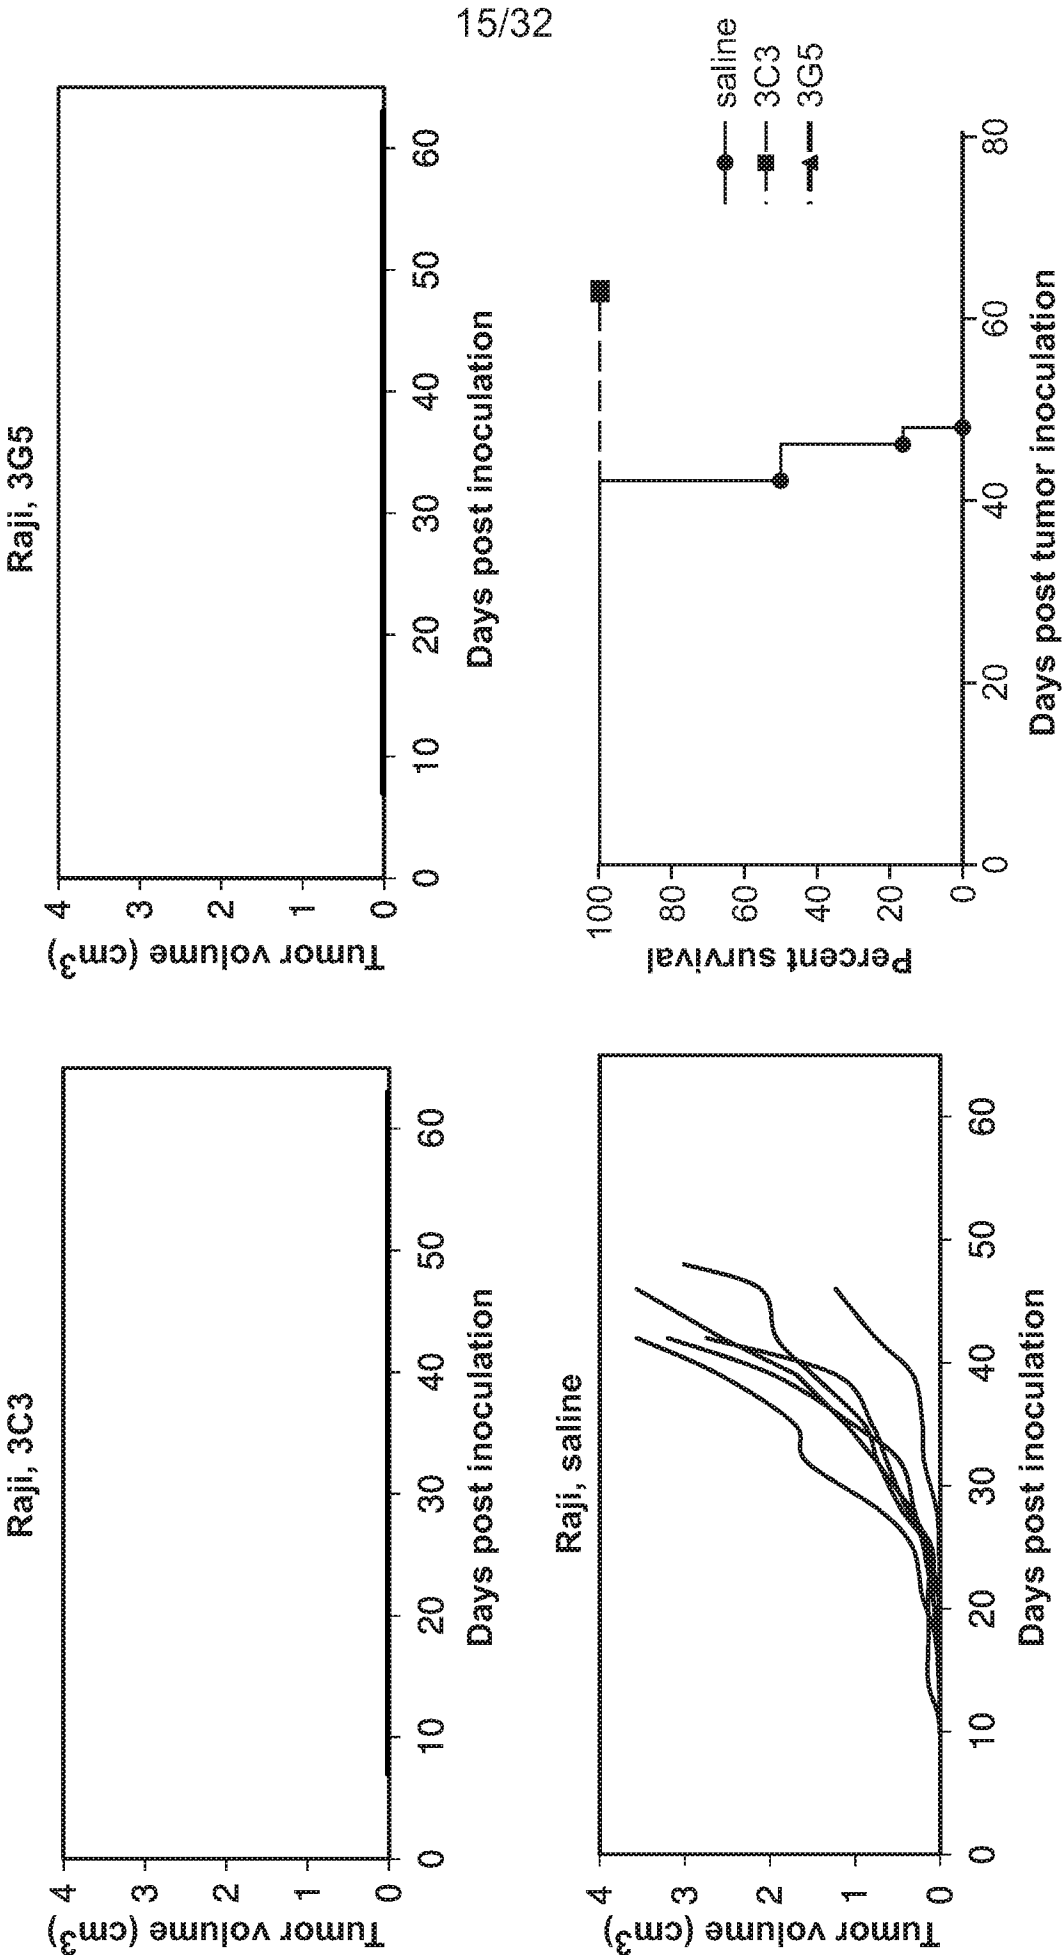 15/32
Raji, 3C3
Tumor volume (cm³)
4
3
2
1
0
0 10 20 30 40 50 60
Days post inoculation
Raji, 3G5
Tumor volume (cm³)
4
3
2
1
0
0 10 20 30 40 50 60
Days post inoculation
Raji, saline
Tumor volume (cm³)
4
3
2
1
0
0 10 20 30 40 50 60
Days post inoculation
Percent survival
100
80
60
40
20
0
0 20 40 60 80
Days post tumor inoculation
saline
3C3
3G5